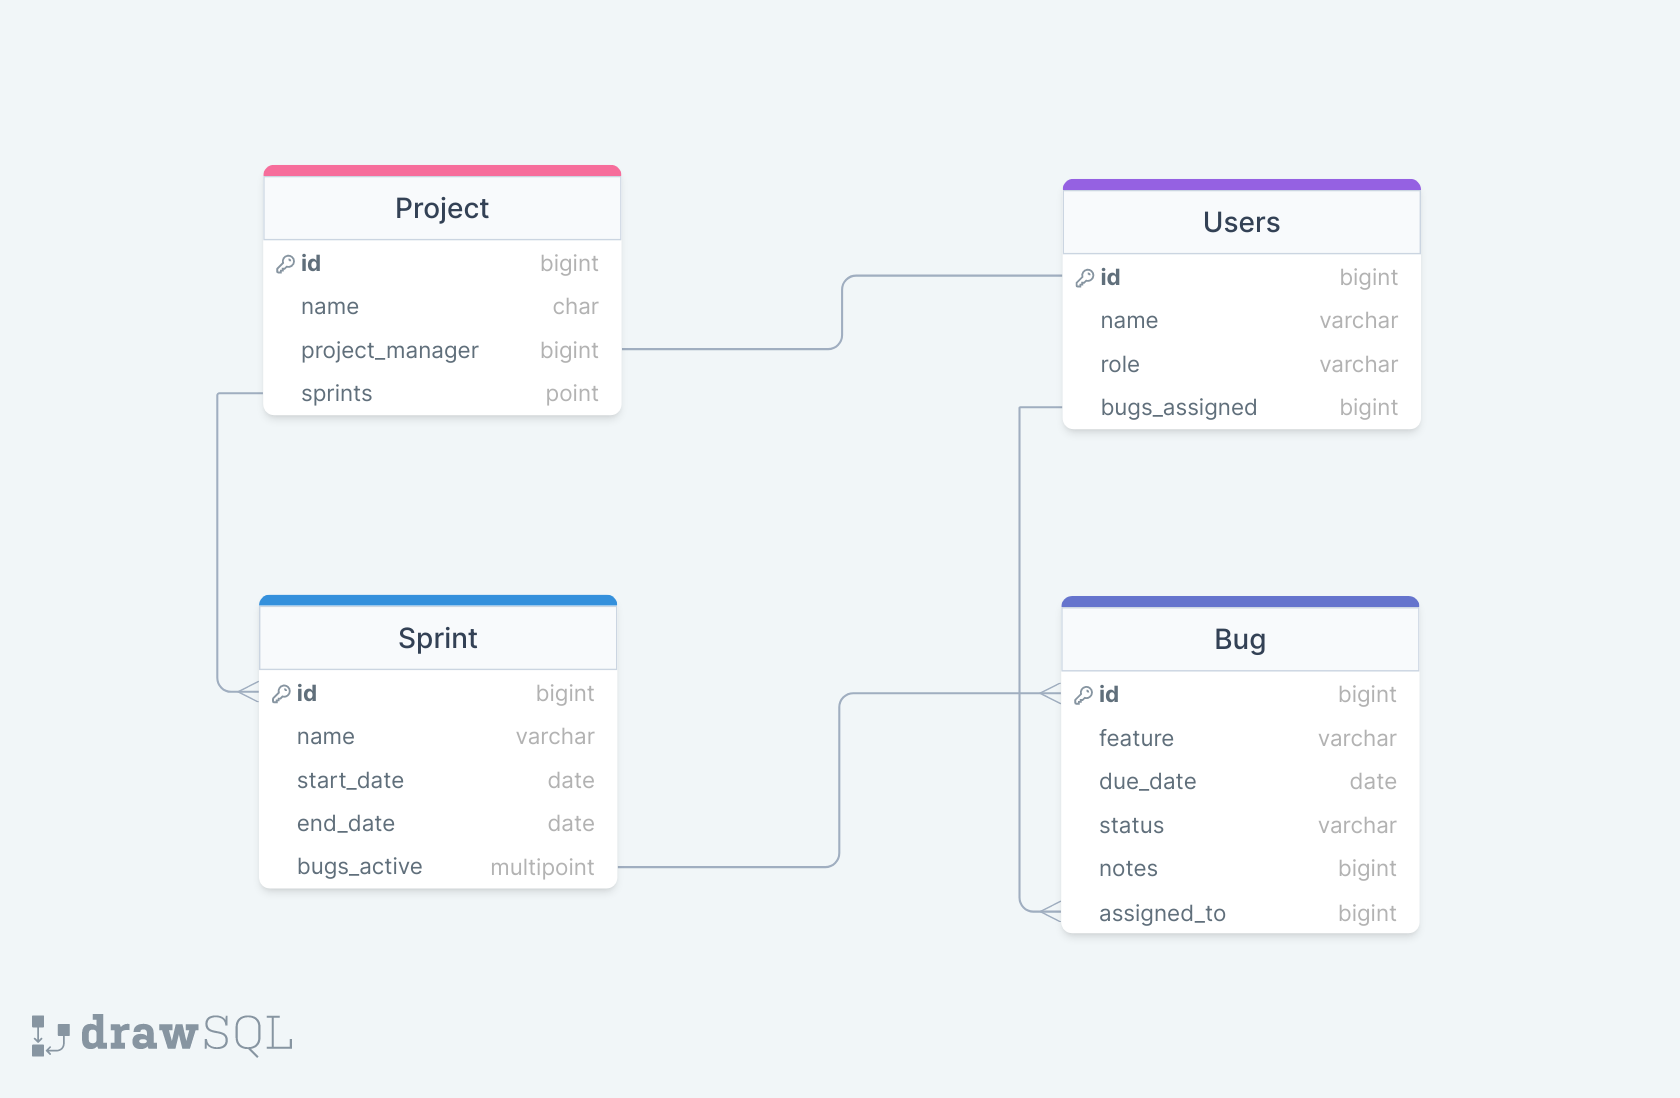 Project
id bigint
name char
project_manager bigint
sprints point
Users
id bigint
name varchar
role varchar
bugs_assigned bigint
Sprint
id bigint
name varchar
start_date date
end_date date
bugs_active multipoint
Bug
id bigint
feature varchar
due_date date
status varchar
notes bigint
assigned_to bigint
drawSQL